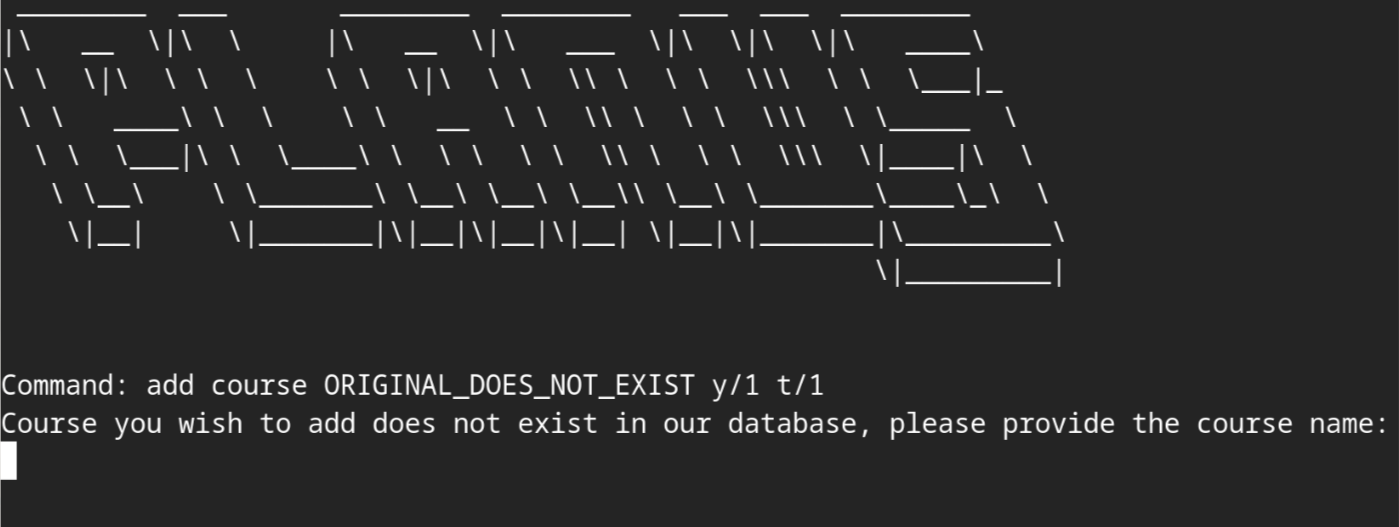 PLANUS
Command: add course ORIGINAL_DOES_NOT_EXIST y/1 t/1
Course you wish to add does not exist in our database, please provide the course name: